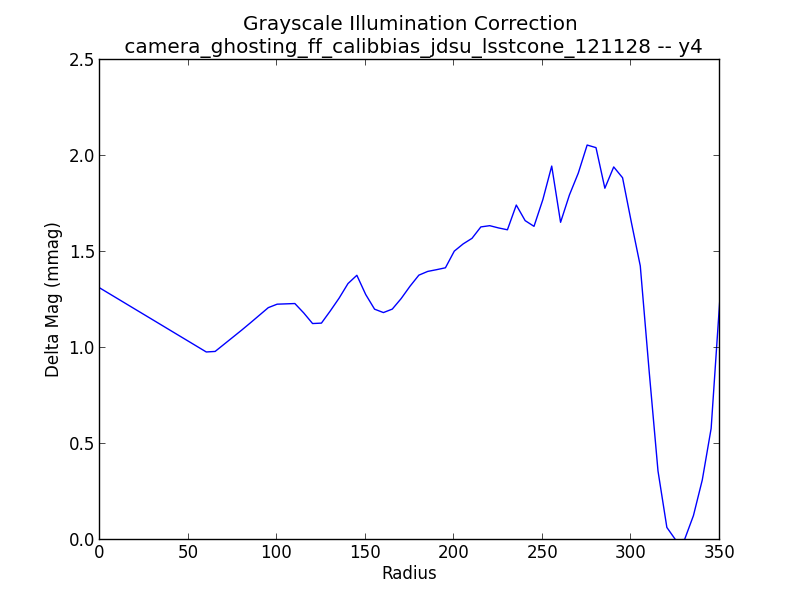 Grayscale Illumination Correction
camera_ghosting_ff_calibbias_jdsu_lsstcone_121128 -- y4
2.5
2.0
1.5
1.0
0.5
0.0
Delta Mag (mmag)
0 50 100 150 200 250 300 350
Radius